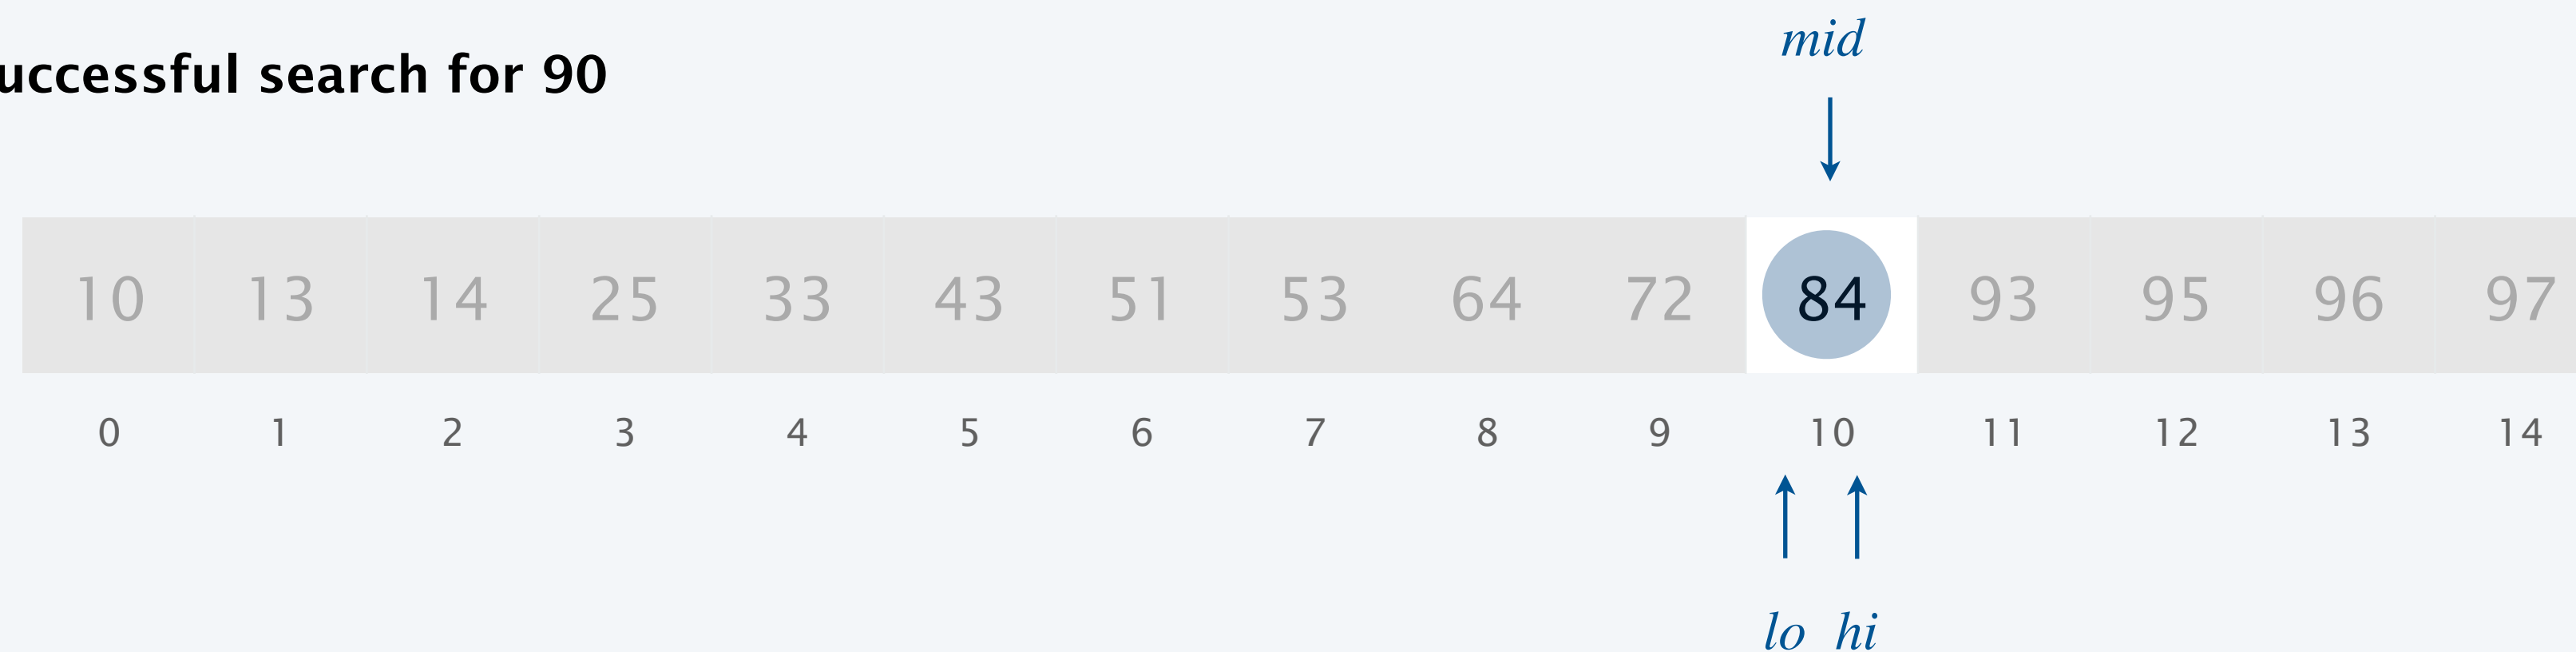 mid
uccessful search for 90
10 13 14 25 33 43 51 53 64 72 84 93 95 96 97
0 1 2 3 4 5 6 7 8 9 10 11 12 13 14
lo hi